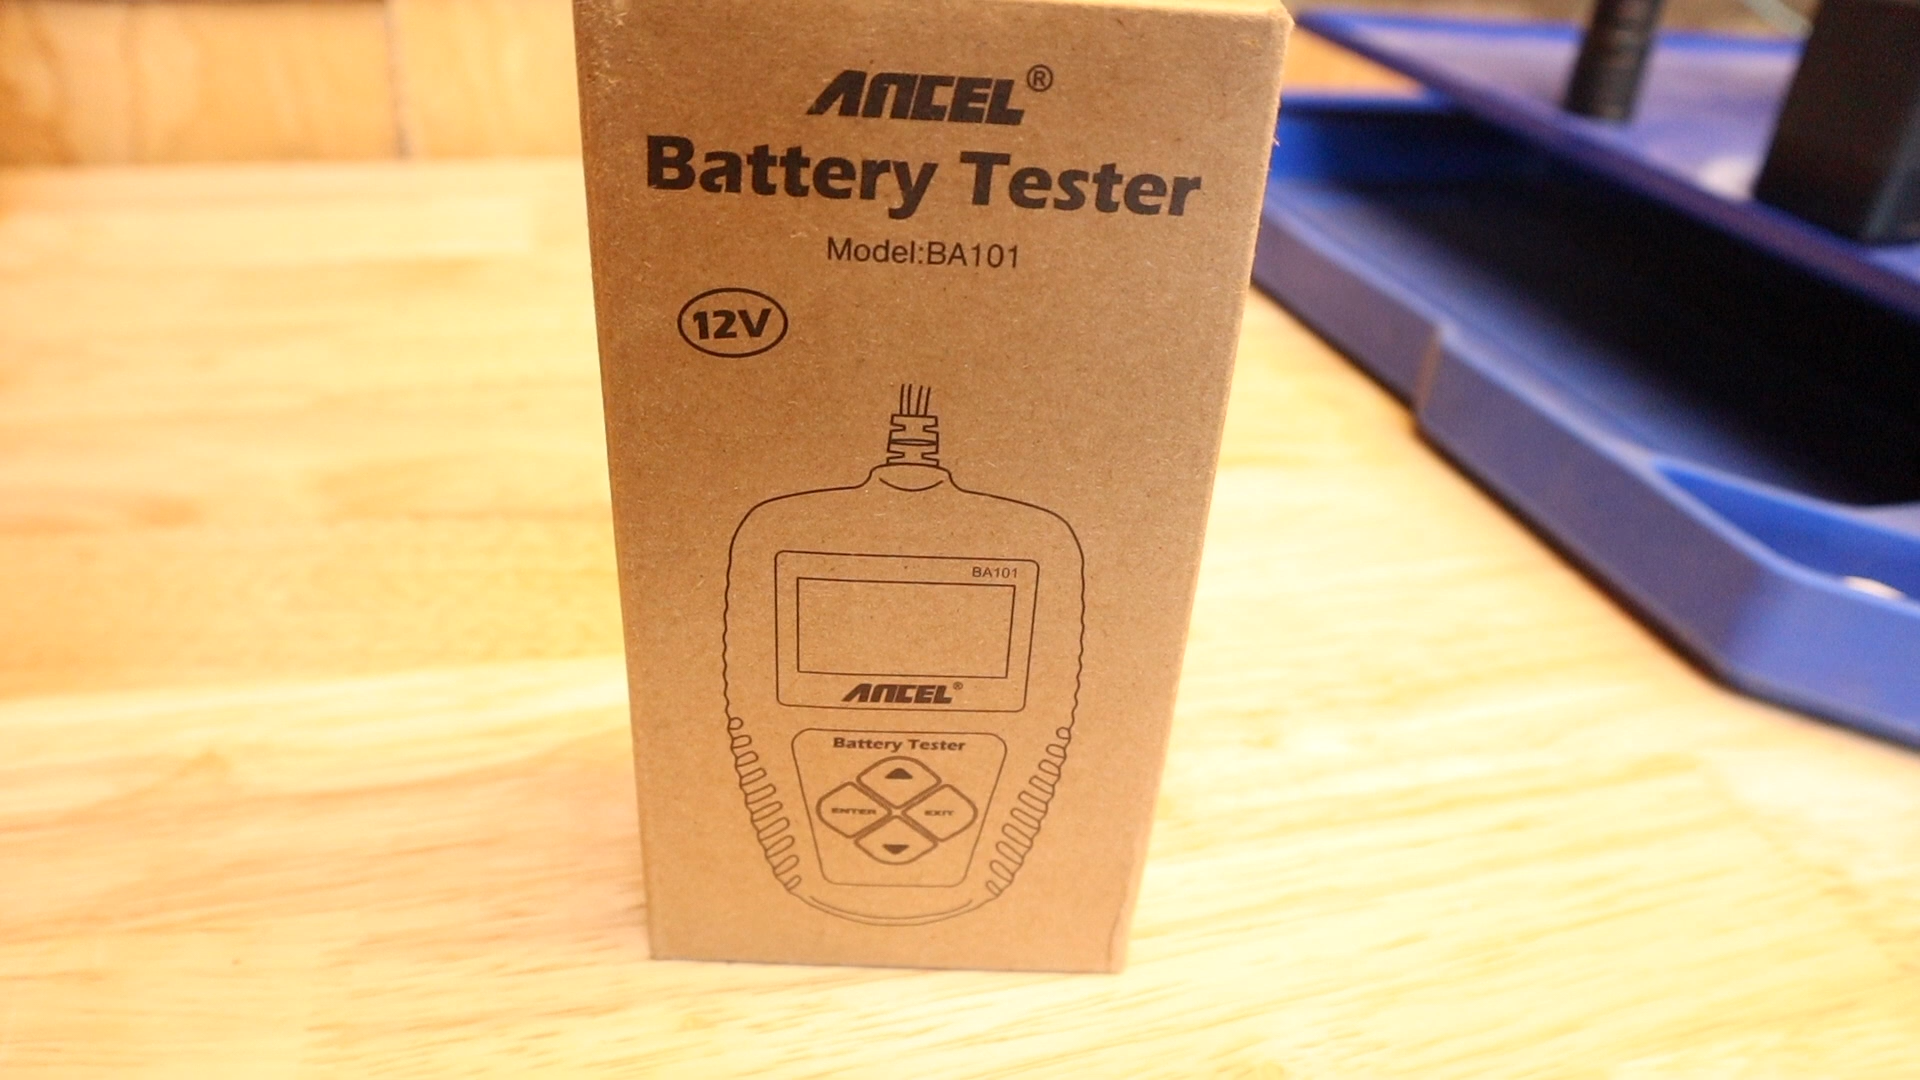 ANCEL®
Battery Tester
Model:BA101
12V
BA101
ANCEL®
Battery Tester
ENTER
EXIT